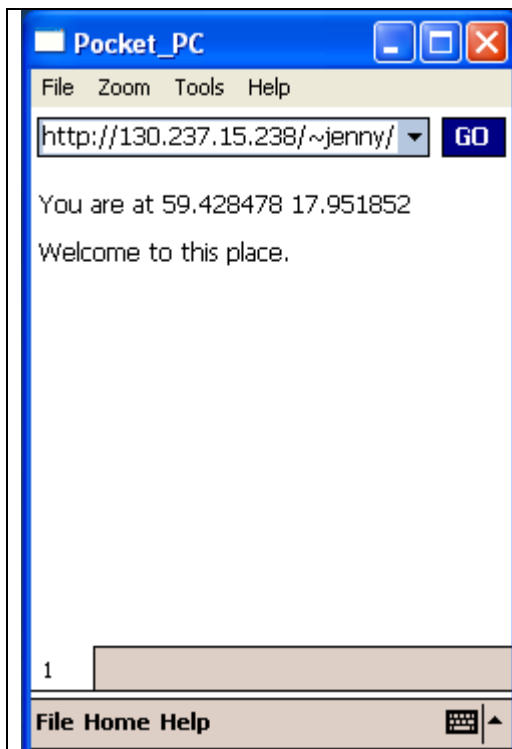 Pocket_PC
File Zoom Tools Help
http://130.237.15.238/~jenny/ GO
You are at 59.428478 17.951852
Welcome to this place.
1
File Home Help